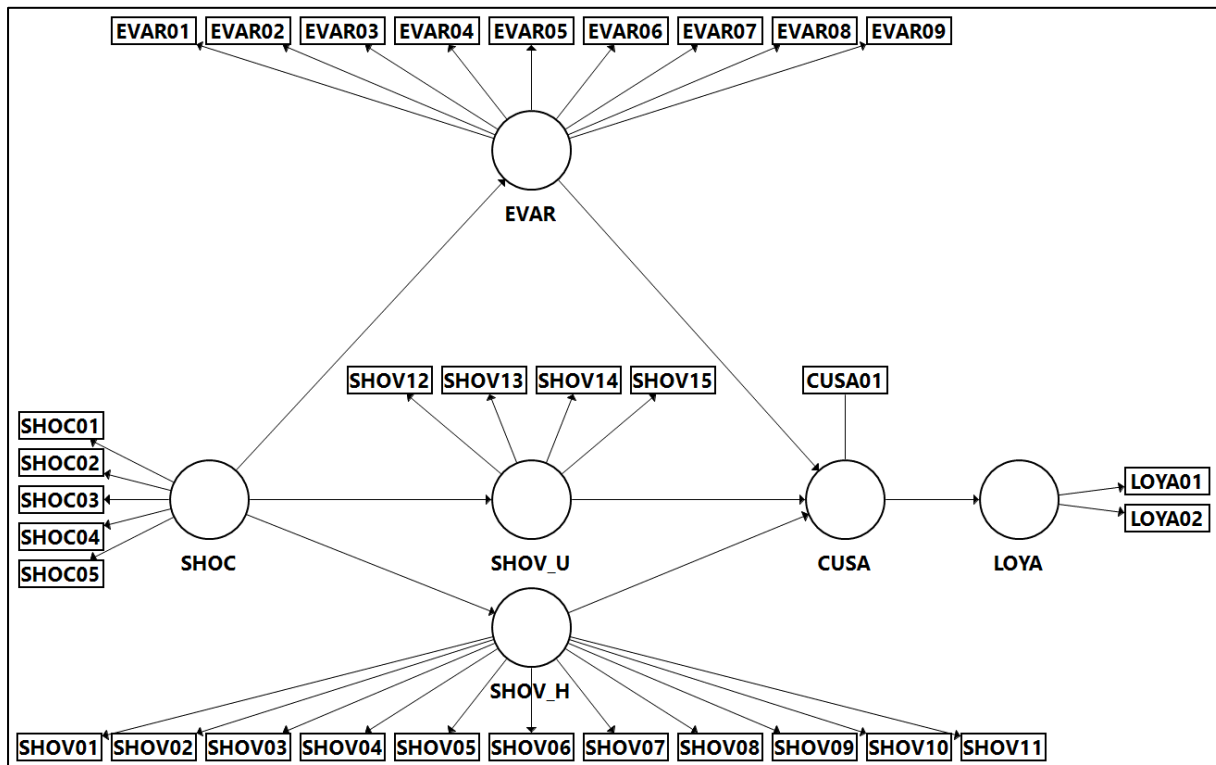 EVAR01 EVAR02 EVAR03 EVAR04 EVAR05 EVAR06 EVAR07 EVAR08 EVAR09
EVAR
SHOV12 SHOV13 SHOV14 SHOV15 CUSA01
SHOC01
SHOC02
SHOC03
SHOC04
SHOC05
LOYA01
LOYA02
SHOC SHOV_U CUSA LOYA
SHOV_H
SHOV01 SHOV02 SHOV03 SHOV04 SHOV05 SHOV06 SHOV07 SHOV08 SHOV09 SHOV10 SHOV11